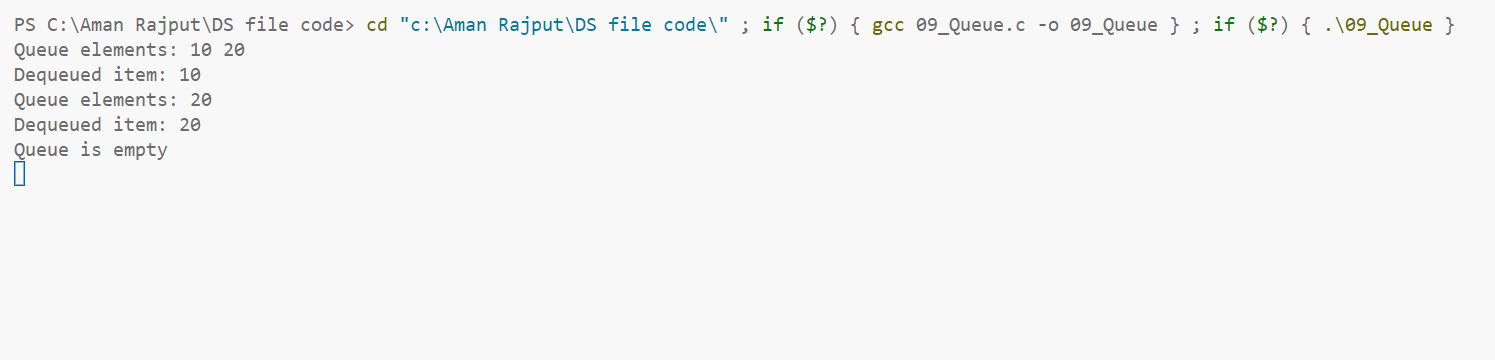 PS C:\Aman Rajput\DS file code> cd "c:\Aman Rajput\DS file code\" ; if ($?) { gcc 09_Queue.c -o 09_Queue } ; if ($?) { .\09_Queue }
Queue elements: 10 20
Dequeued item: 10
Queue elements: 20
Dequeued item: 20
Queue is empty